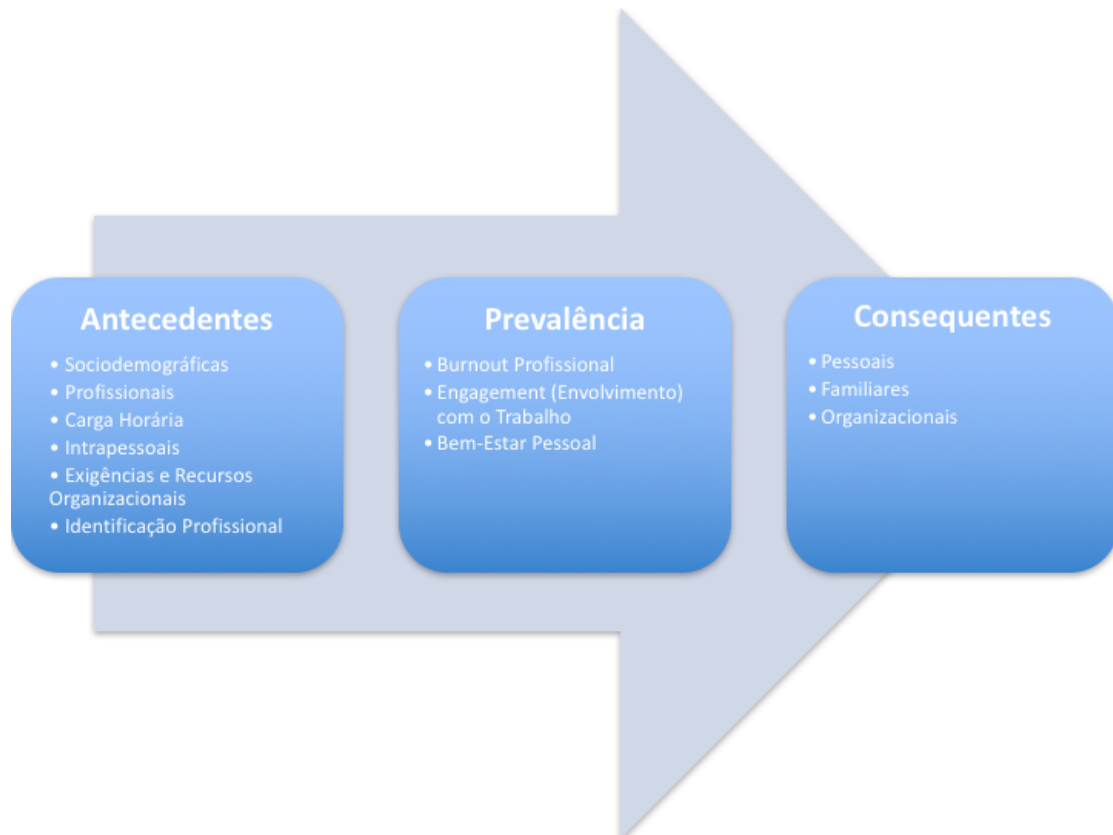 Antecedentes
• Sociodemográficas
• Profissionais
• Carga Horária
• Intrapessoais
• Exigências e Recursos
Organizacionais
• Identificação Profissional
Prevalência
• Burnout Profissional
• Engagement (Envolvimento)
com o Trabalho
• Bem-Estar Pessoal
Consequentes
• Pessoais
• Familiares
• Organizacionais